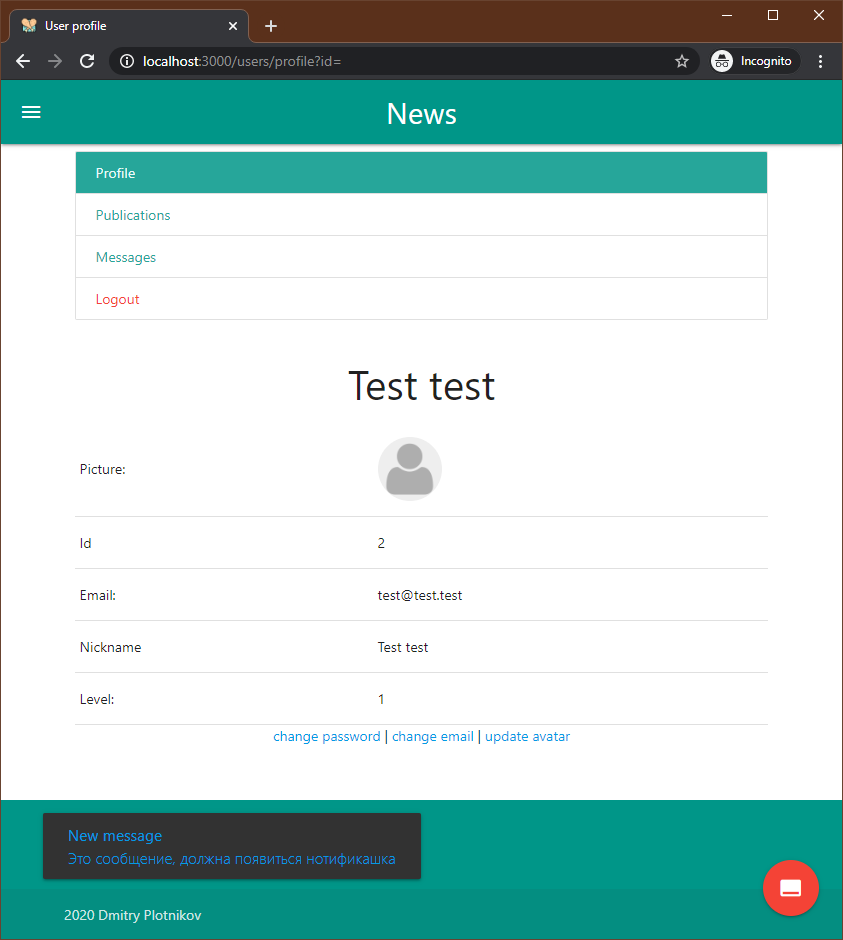 User profile
localhost:3000/users/profile?id=
Incognito
News
Profile
Publications
Messages
Logout
Test test
Picture:
Id 2
Email: test@test.test
Nickname Test test
Level: 1
change password | change email | update avatar
New message
Это сообщение, должна появиться нотификашка
2020 Dmitry Plotnikov